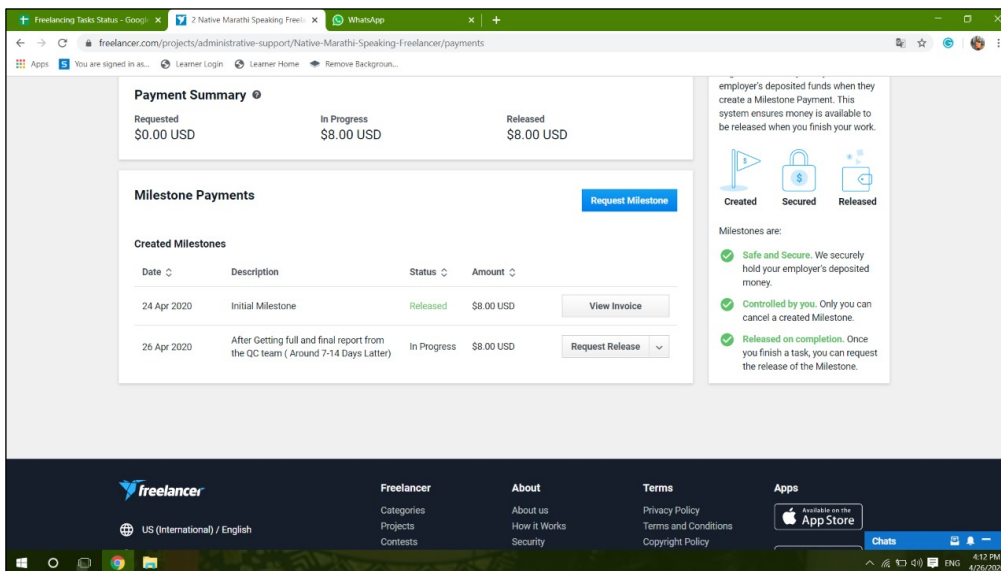 Freelancing Tasks Status - Googl
2 Native Marathi Speaking Freela
WhatsApp
freelancer.com/projects/administrative-support/Native-Marathi-Speaking-Freelancer/payments
Apps
You are signed in as...
Learner Login
Learner Home
Remove Backgroun...
Payment Summary
Requested
In Progress
Released
$0.00 USD
$8.00 USD
$8.00 USD
Milestone Payments
Request Milestone
Created Milestones
Date
Description
Status
Amount
24 Apr 2020
Initial Milestone
Released
$8.00 USD
View Invoice
26 Apr 2020
After Getting full and final report from
the QC team ( Around 7-14 Days Latter)
In Progress
$8.00 USD
Request Release
employer's deposited funds when they
create a Milestone Payment. This
system ensures money is available to
be released when you finish your work.
Created
Secured
Released
Milestones are:
Safe and Secure. We securely
hold your employer's deposited
money.
Controlled by you. Only you can
cancel a created Milestone.
Released on completion. Once
you finish a task, you can request
the release of the Milestone.
freelancer
US (International) / English
Freelancer
Categories
Projects
Contests
About
About us
How it Works
Security
Terms
Privacy Policy
Terms and Conditions
Copyright Policy
Apps
Available on the
App Store
Chats
ENG
4:12 PM